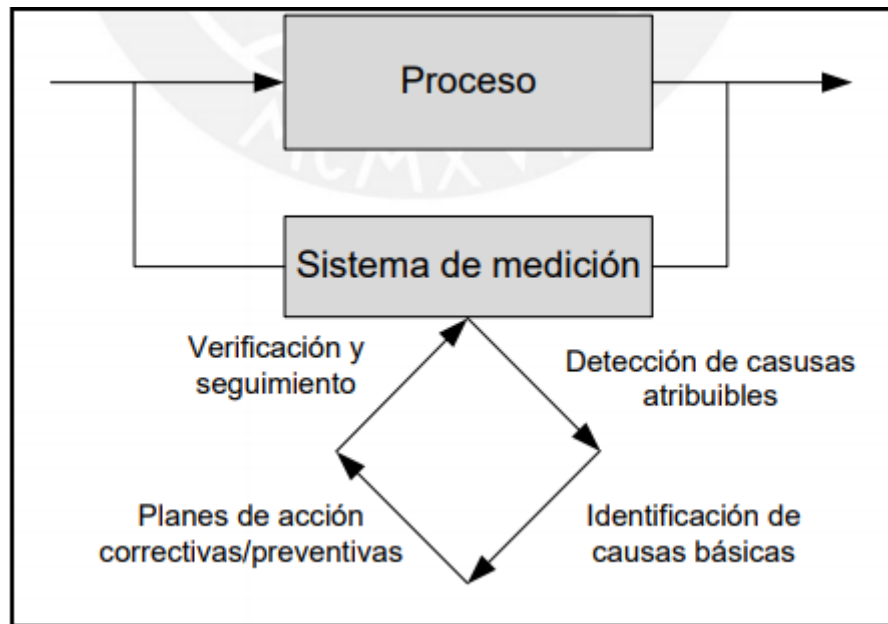 Proceso
MCMXVI
Sistema de medición
Verificación y
seguimiento
Detección de casusas
atribuibles
Planes de acción
correctivas/preventivas
Identificación de
causas básicas